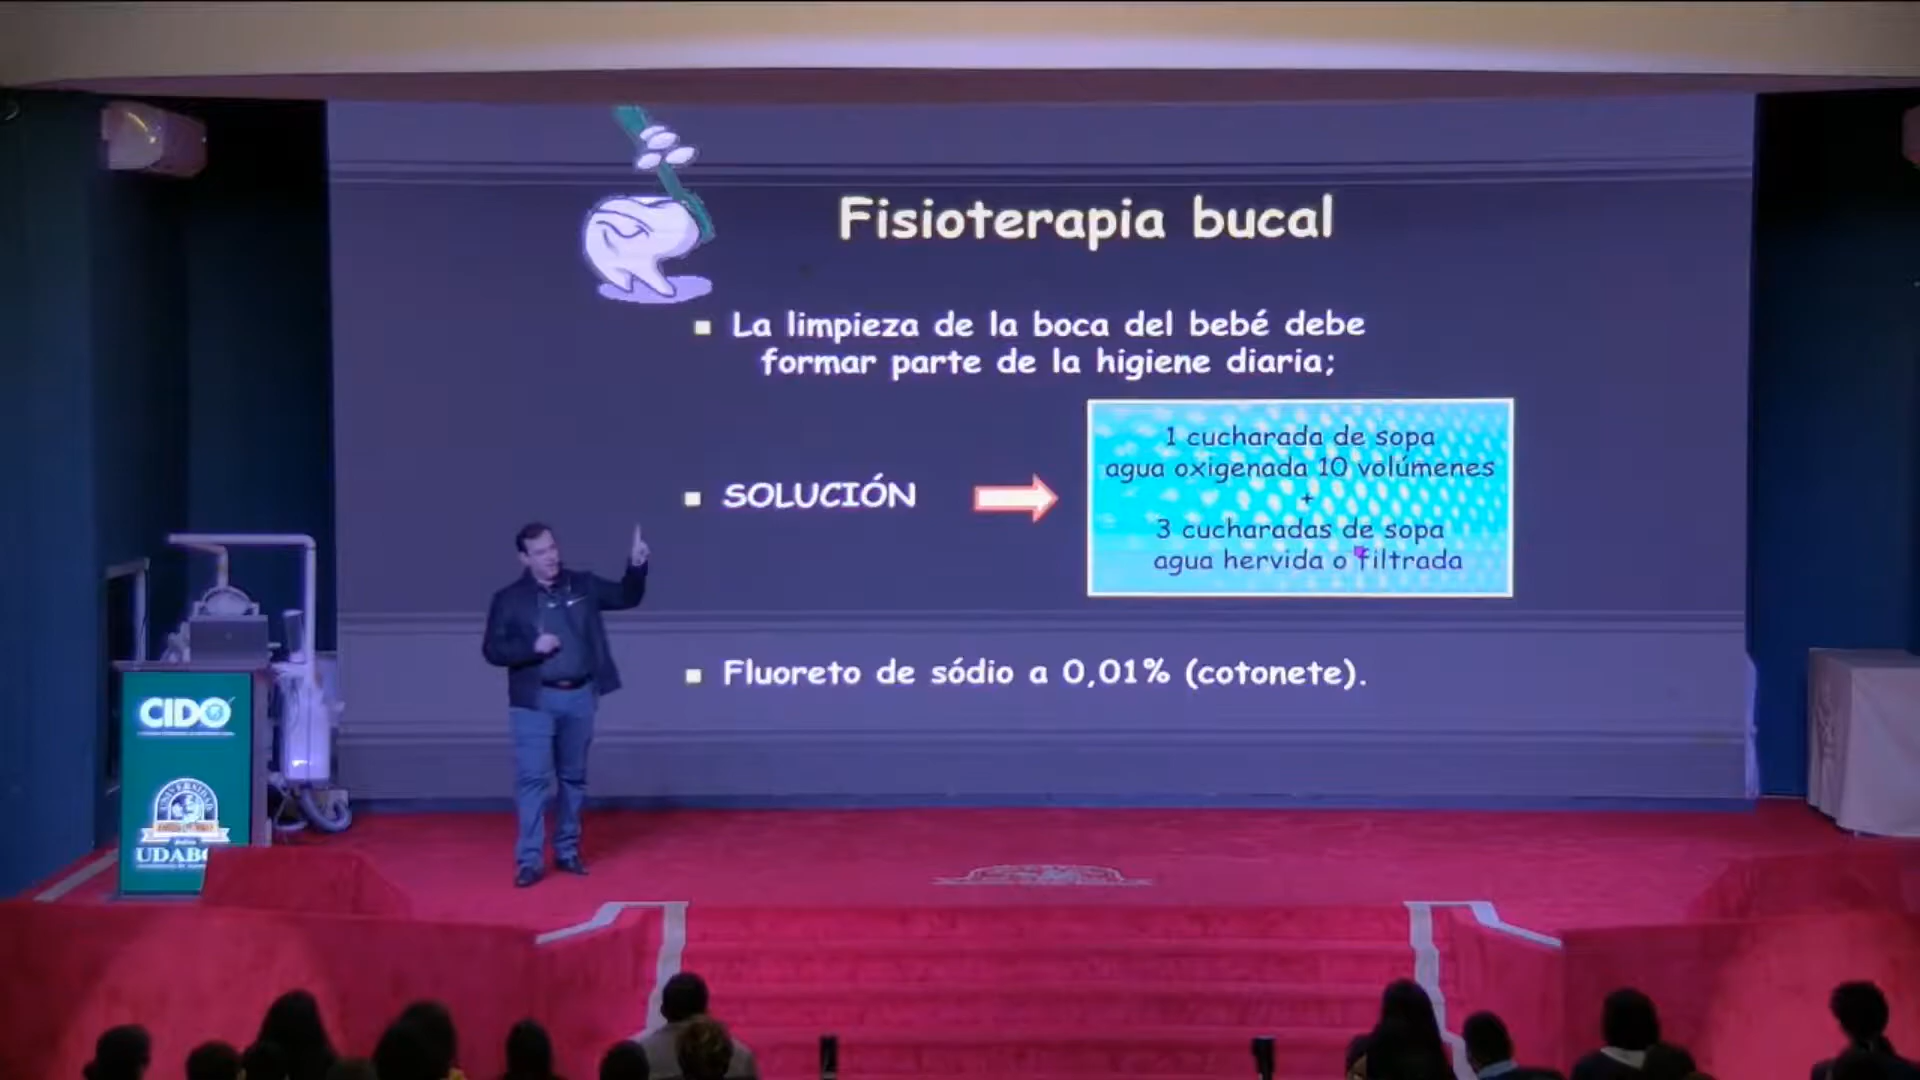 Fisioterapia bucal
La limpieza de la boca del bebé debe
formar parte de la higiene diaria;
SOLUCIÓN
1 cucharada de sopa
agua oxigenada 10 volúmenes
+
3 cucharadas de sopa
agua hervida o filtrada
Fluoreto de sódio a 0,01% (cotonete).
CIDO
UNIVERSIDAD